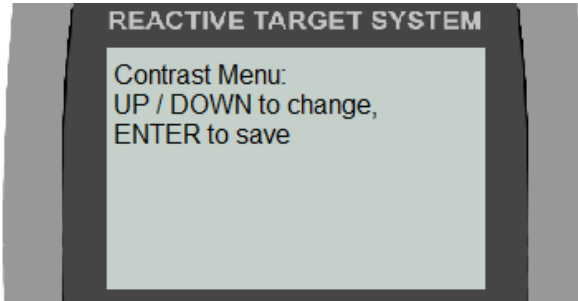 REACTIVE TARGET SYSTEM
Contrast Menu:
UP / DOWN to change,
ENTER to save